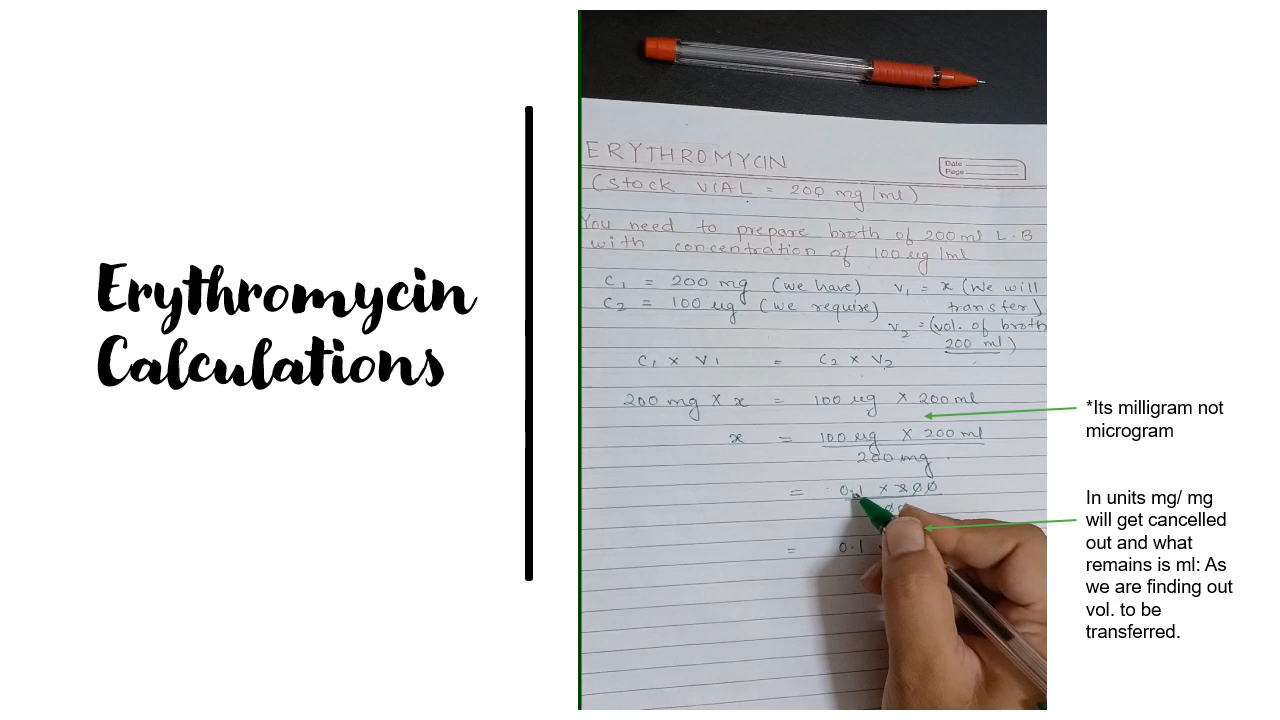 Erythromycin
Calculations
ERYTHROMYCIN
Date
Page
(Stock VIAL = 200 mg/ml)
You need to prepare broth of 200 ml L.B
with concentration of 100 ug/ml
C1 = 200 mg (we have) V1 = x (We will
C2 = 100 ug (we require) transfer)
V2 = (vol. of broth
200 ml)
C1 x V1 = C2 x V2
200 mg x x = 100 ug x 200 ml
x = 100 ug x 200 ml
200 mg
= 0.1 x 200
= 0.1
*Its milligram not
microgram
In units mg/ mg
will get cancelled
out and what
remains is ml: As
we are finding out
vol. to be
transferred.